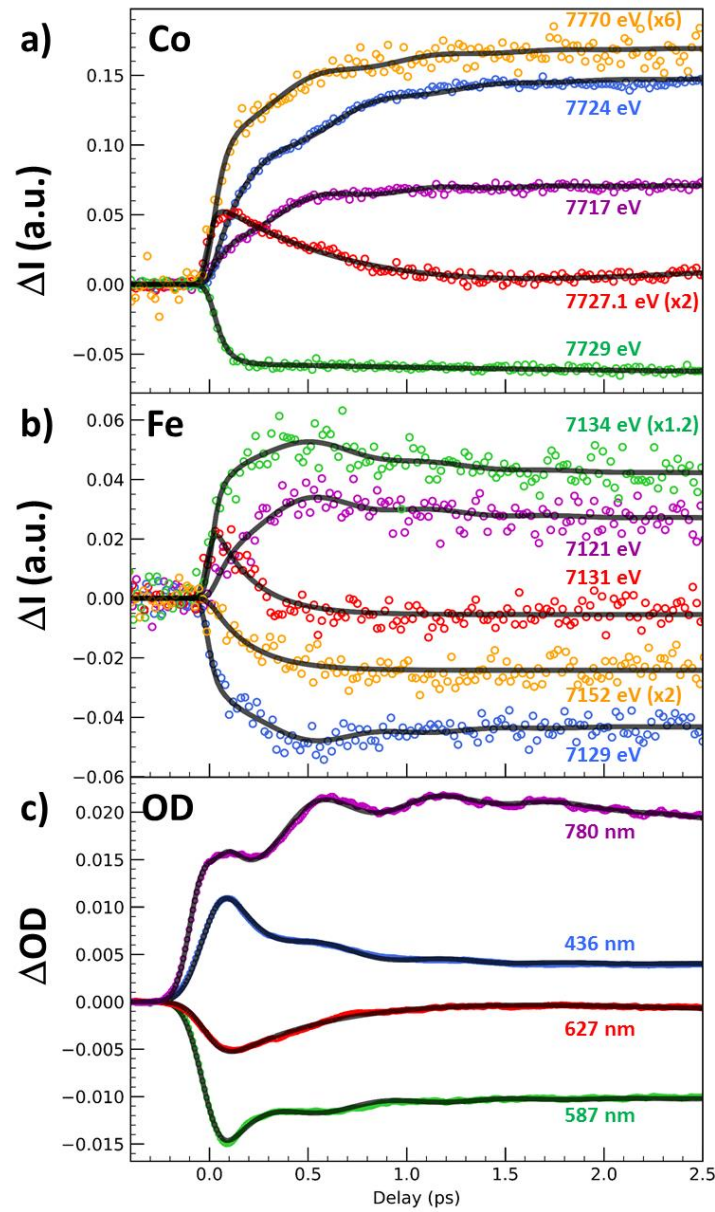 a)
Co
7770 eV (x6)
7724 eV
7717 eV
7727.1 eV (x2)
7729 eV
ΔI (a.u.)
0.15
0.10
0.05
0.00
−0.05
b)
Fe
7134 eV (x1.2)
7121 eV
7131 eV
7152 eV (x2)
7129 eV
ΔI (a.u.)
0.06
0.04
0.02
0.00
−0.02
−0.04
−0.06
c)
OD
780 nm
436 nm
627 nm
587 nm
ΔOD
0.020
0.015
0.010
0.005
0.000
−0.005
−0.010
−0.015
0.0 0.5 1.0 1.5 2.0 2.5
Delay (ps)